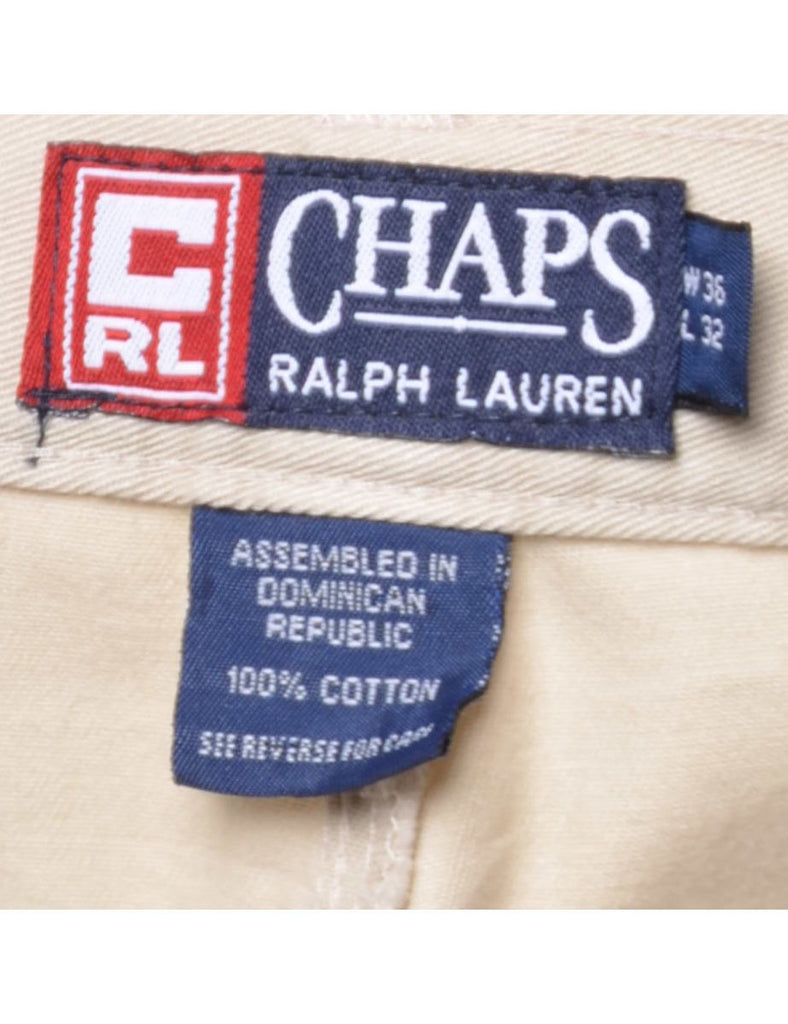 C
RL
CHAPS
RALPH LAUREN
W 36
L 32
ASSEMBLED IN
DOMINICAN
REPUBLIC
100% COTTON
SEE REVERSE FOR